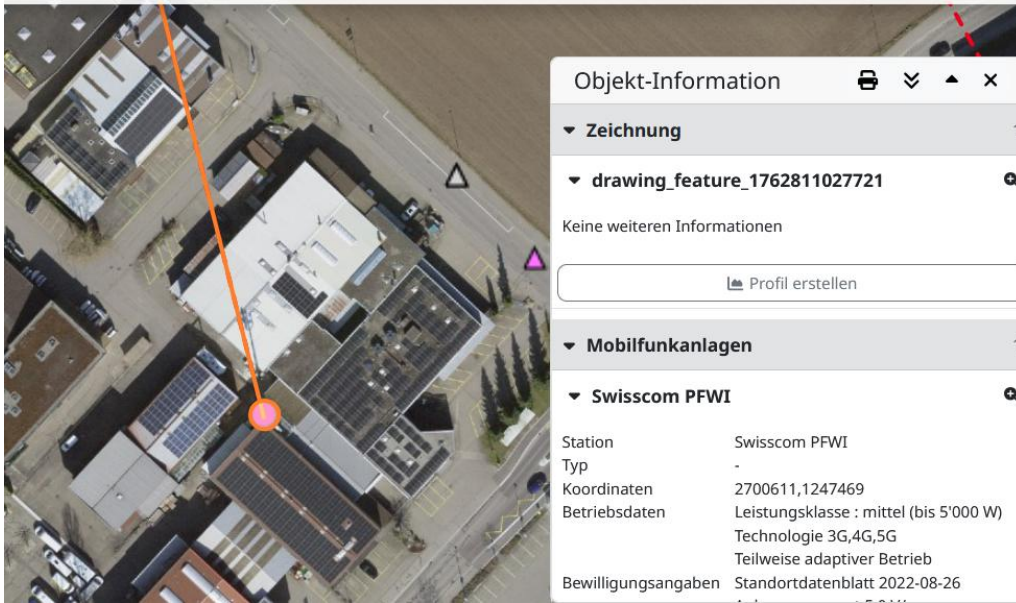 Objekt-Information
Zeichnung
drawing_feature_1762811027721
Keine weiteren Informationen
Profil erstellen
Mobilfunkanlagen
Swisscom PFWI
Station Swisscom PFWI
Typ -
Koordinaten 2700611,1247469
Betriebsdaten Leistungsklasse : mittel (bis 5'000 W)
Technologie 3G,4G,5G
Teilweise adaptiver Betrieb
Bewilligungsangaben Standortdatenblatt 2022-08-26